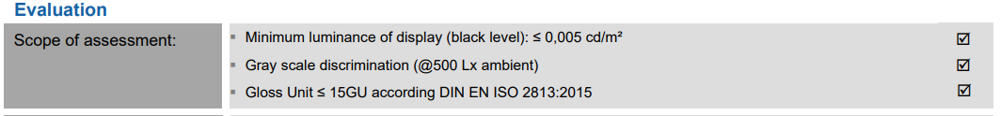 Evaluation
Scope of assessment:
▪ Minimum luminance of display (black level): ≤ 0,005 cd/m² ☑
▪ Gray scale discrimination (@500 Lx ambient) ☑
▪ Gloss Unit ≤ 15GU according DIN EN ISO 2813:2015 ☑